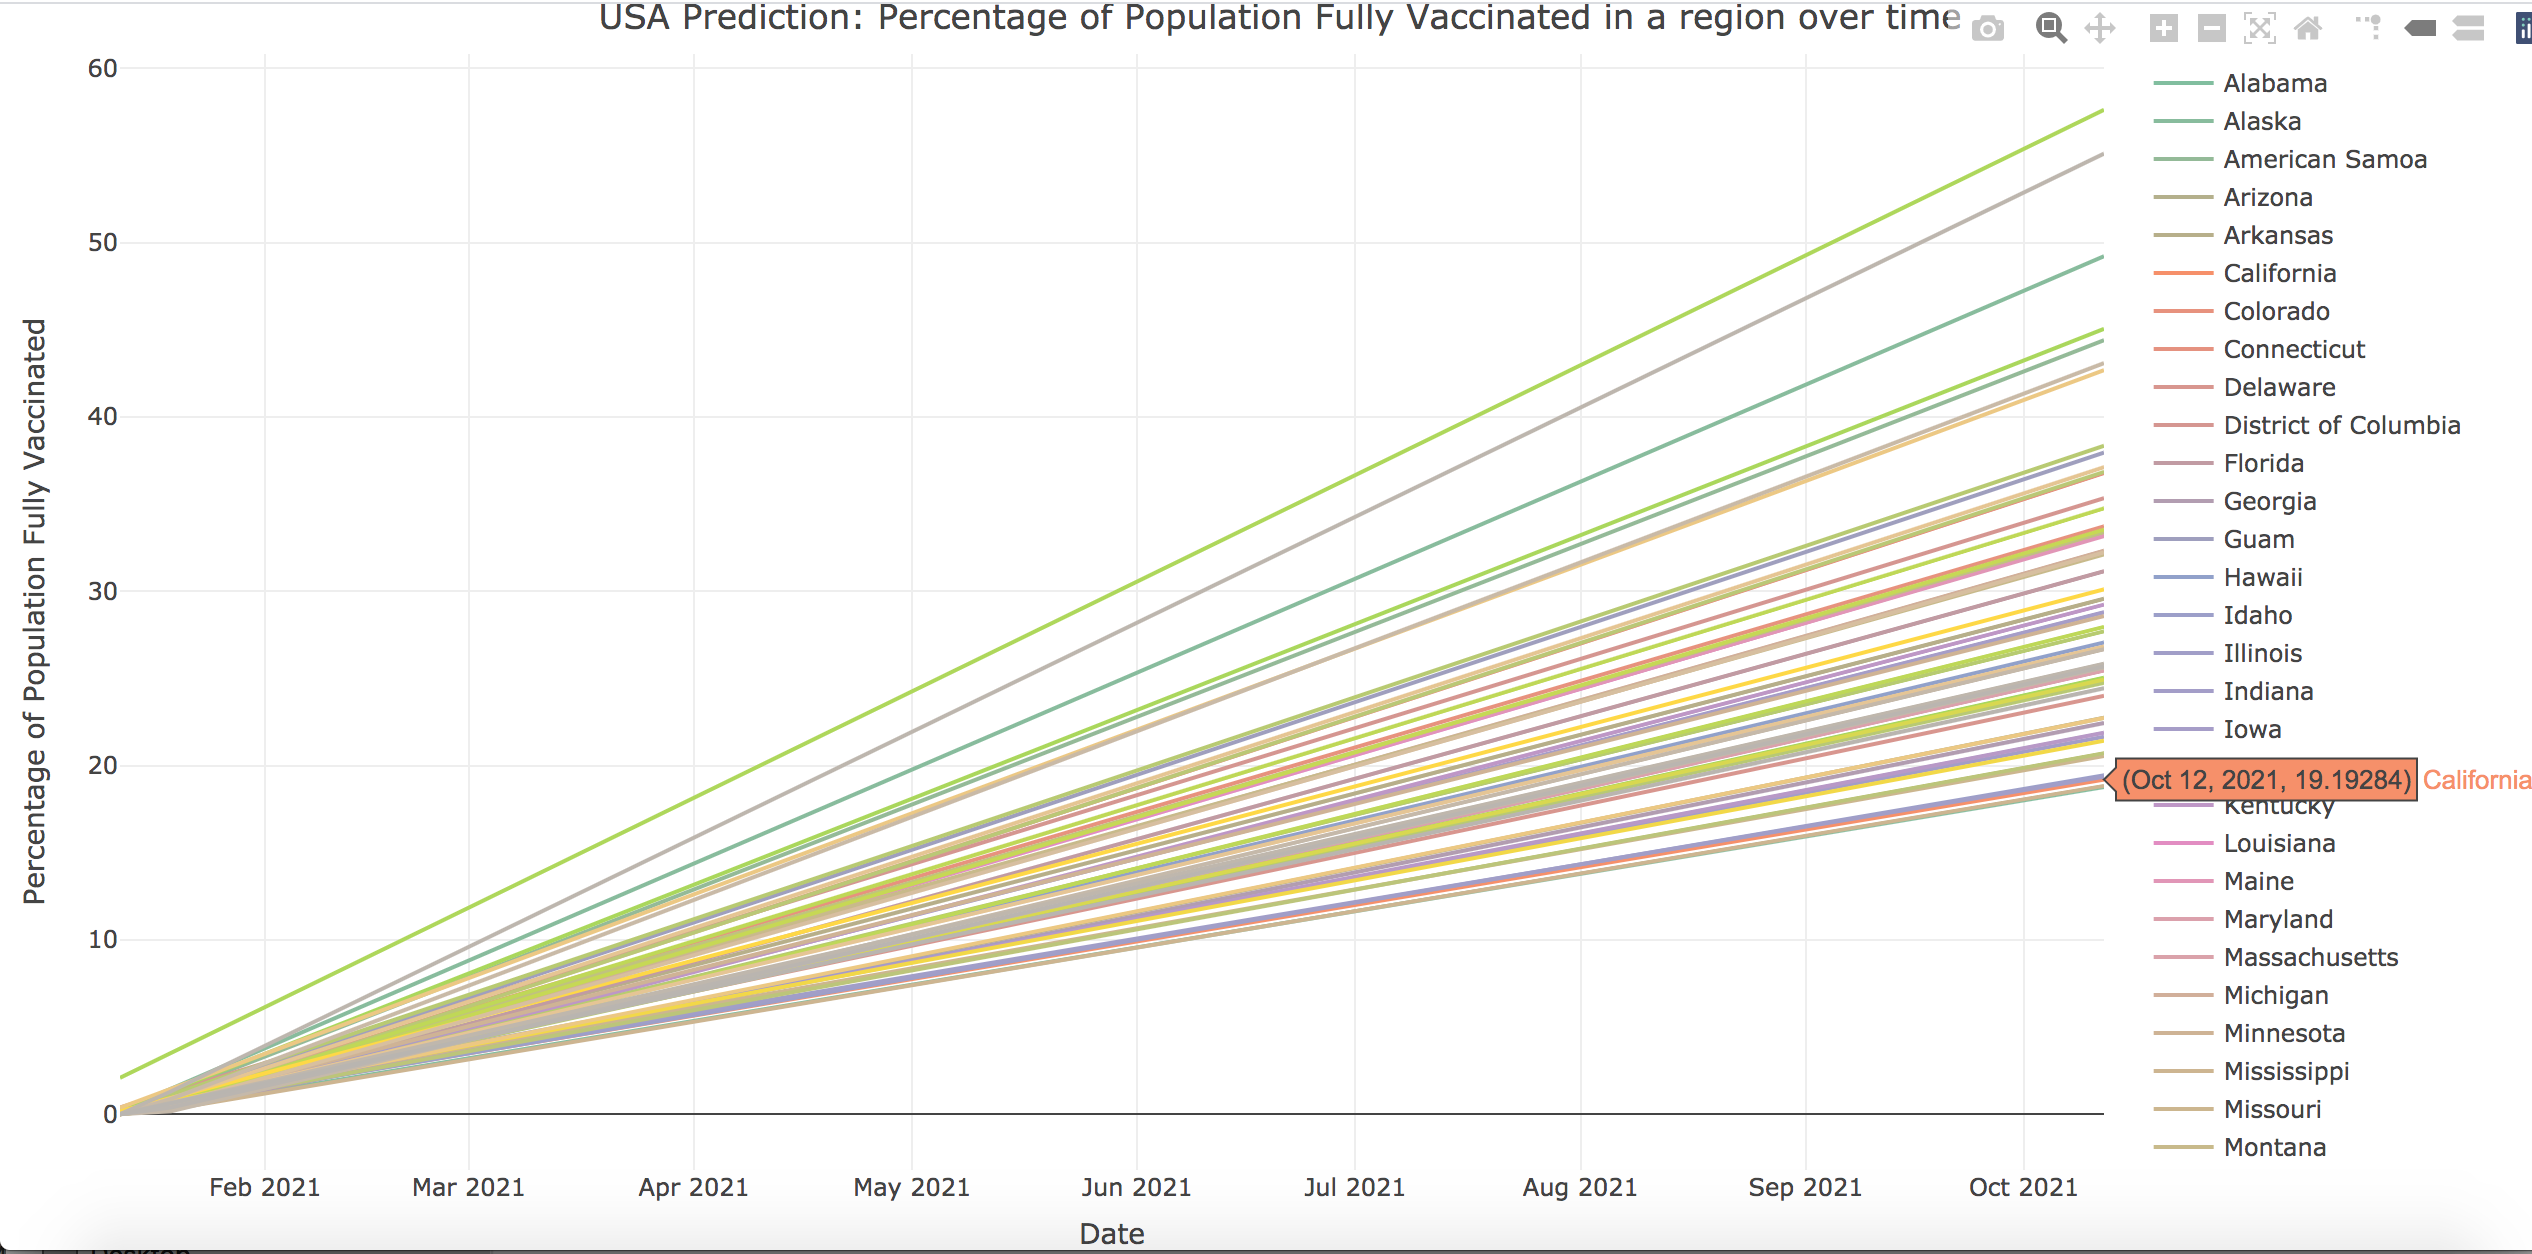 USA Prediction: Percentage of Population Fully Vaccinated in a region over time
60
50
40
30
20
10
0
Percentage of Population Fully Vaccinated
Feb 2021
Mar 2021
Apr 2021
May 2021
Jun 2021
Jul 2021
Aug 2021
Sep 2021
Oct 2021
Date
Alabama
Alaska
American Samoa
Arizona
Arkansas
California
Colorado
Connecticut
Delaware
District of Columbia
Florida
Georgia
Guam
Hawaii
Idaho
Illinois
Indiana
Iowa
(Oct 12, 2021, 19.19284) California
Kentucky
Louisiana
Maine
Maryland
Massachusetts
Michigan
Minnesota
Mississippi
Missouri
Montana